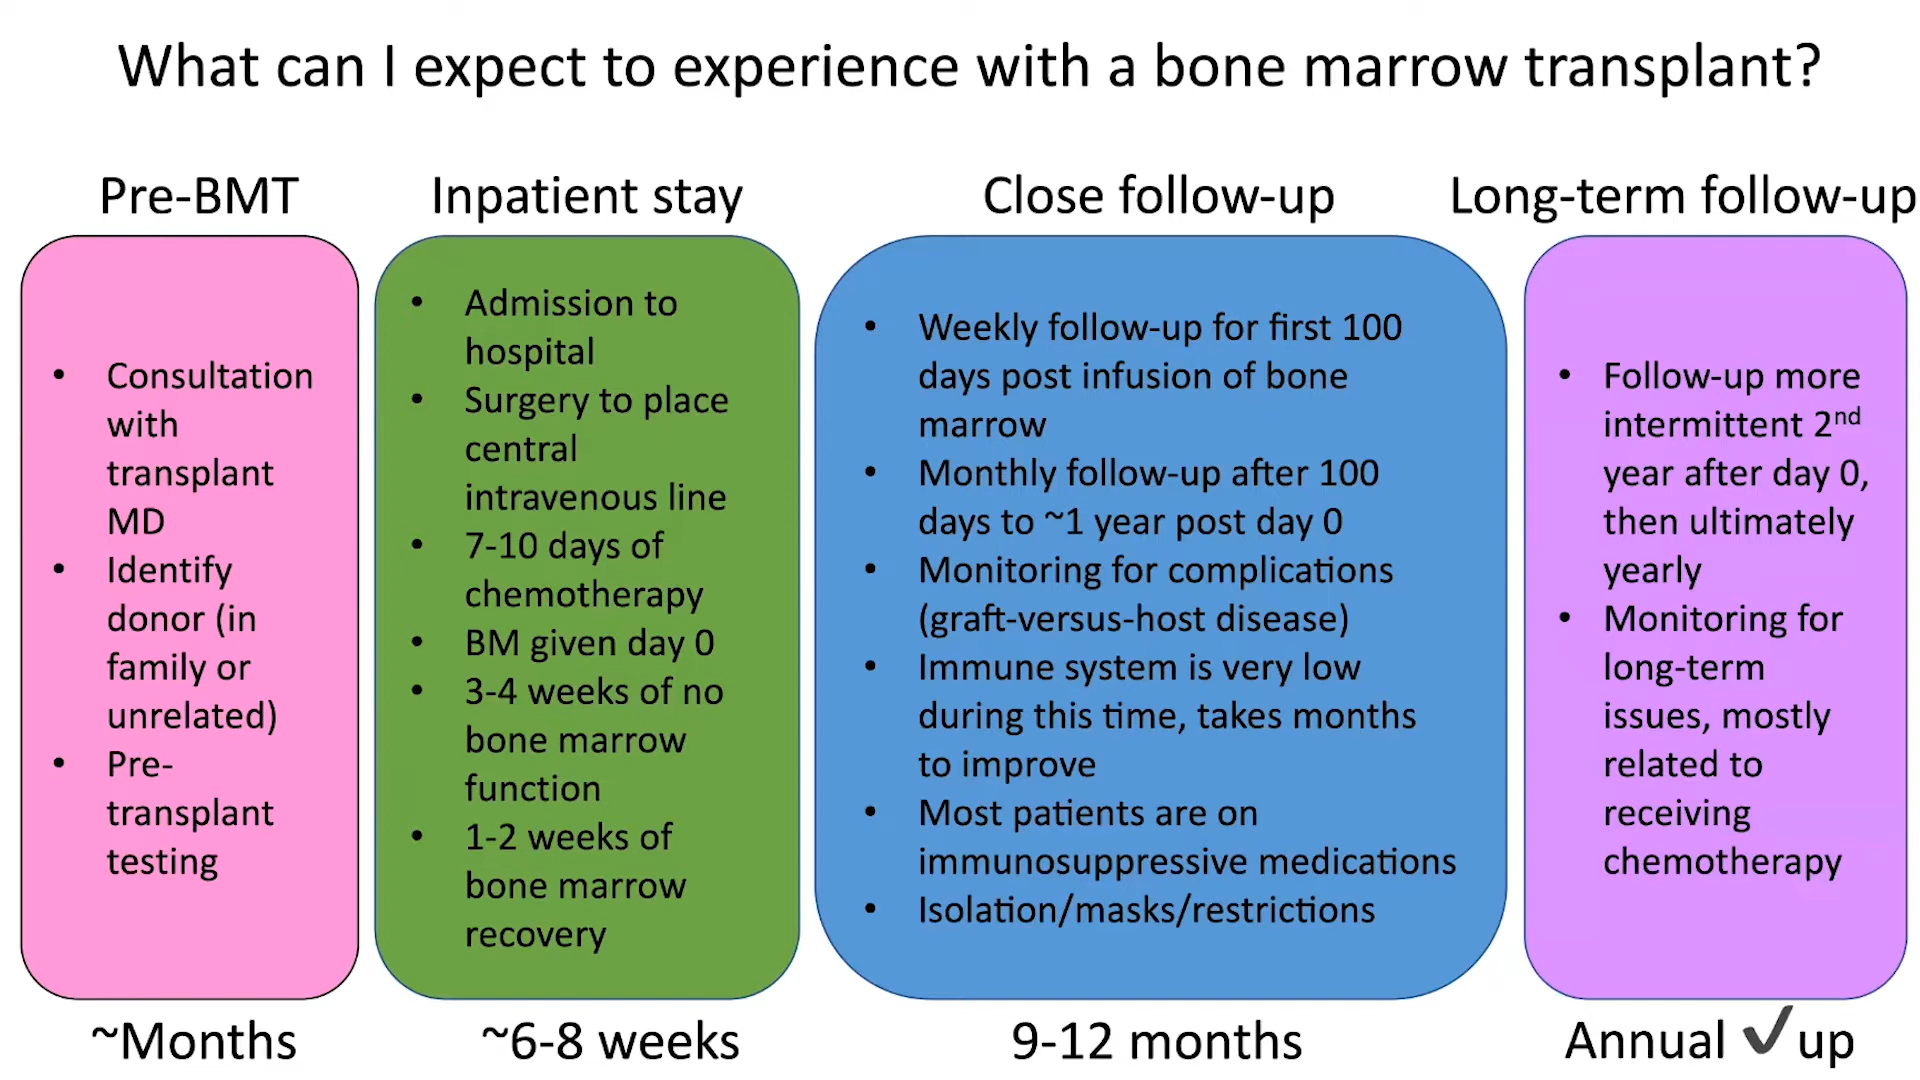 What can I expect to experience with a bone marrow transplant?
Pre-BMT
• Consultation
with
transplant
MD
• Identify
donor (in
family or
unrelated)
• Pre-
transplant
testing
~Months
Inpatient stay
• Admission to
hospital
• Surgery to place
central
intravenous line
• 7-10 days of
chemotherapy
• BM given day 0
• 3-4 weeks of no
bone marrow
function
• 1-2 weeks of
bone marrow
recovery
~6-8 weeks
Close follow-up
• Weekly follow-up for first 100
days post infusion of bone
marrow
• Monthly follow-up after 100
days to ~1 year post day 0
• Monitoring for complications
(graft-versus-host disease)
• Immune system is very low
during this time, takes months
to improve
• Most patients are on
immunosuppressive medications
• Isolation/masks/restrictions
9-12 months
Long-term follow-up
• Follow-up more
intermittent 2nd
year after day 0,
then ultimately
yearly
• Monitoring for
long-term
issues, mostly
related to
receiving
chemotherapy
Annual ✓up